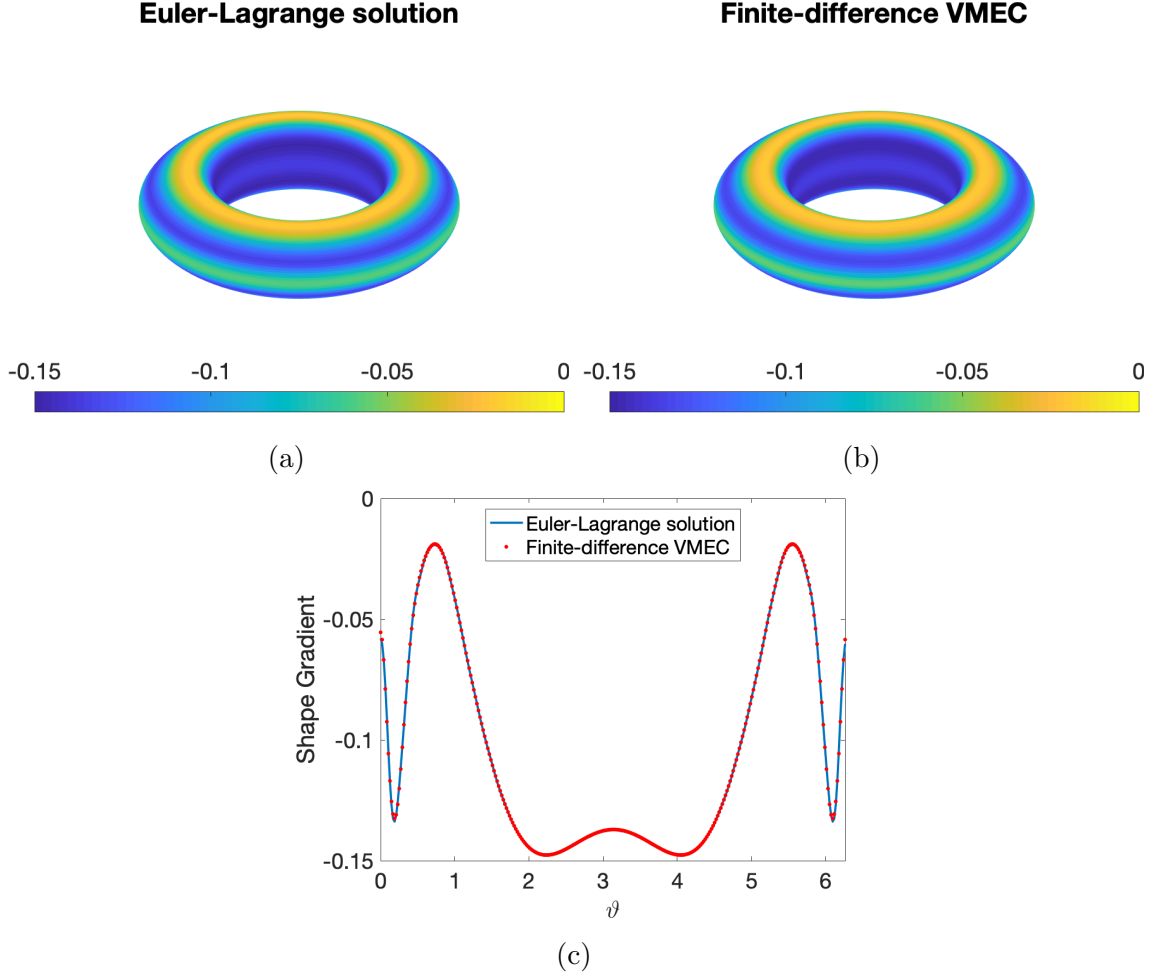 Euler-Lagrange solution
Finite-difference VMEC
-0.15 -0.1 -0.05 0
-0.15 -0.1 -0.05 0
(a)
(b)
0
-0.05
-0.1
-0.15
Shape Gradient
Euler-Lagrange solution
Finite-difference VMEC
0 1 2 3 4 5 6
ϑ
(c)